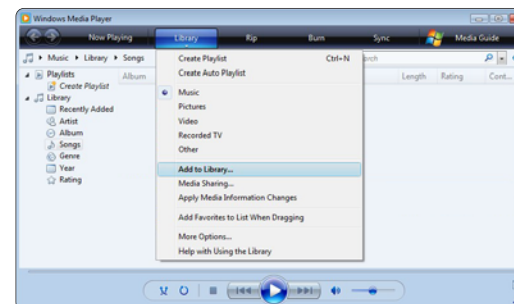 Windows Media Player
Now Playing
Library
Rip
Burn
Sync
Media Guide
Music ▸ Library ▸ Songs
Playlists
Create Playlist
Library
Recently Added
Artist
Album
Songs
Genre
Year
Rating
Album
Create Playlist Ctrl+N
Create Auto Playlist
Music
Pictures
Video
Recorded TV
Other
Add to Library...
Media Sharing...
Apply Media Information Changes
Add Favorites to List When Dragging
More Options...
Help with Using the Library
Length
Rating
Cont...